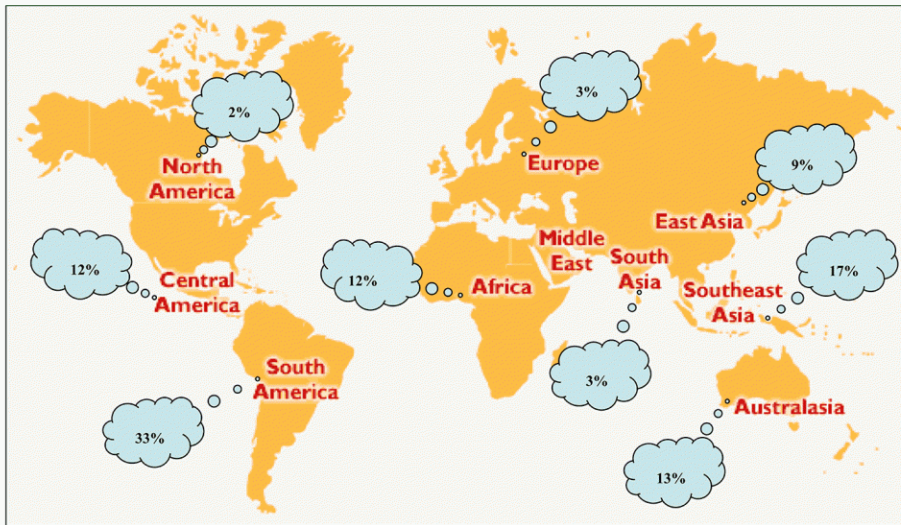 2%
3%
North
America
Europe
9%
East Asia
12%
Central
America
12%
Africa
Middle
East
South
Asia
17%
Southeast
Asia
South
America
33%
3%
Australasia
13%